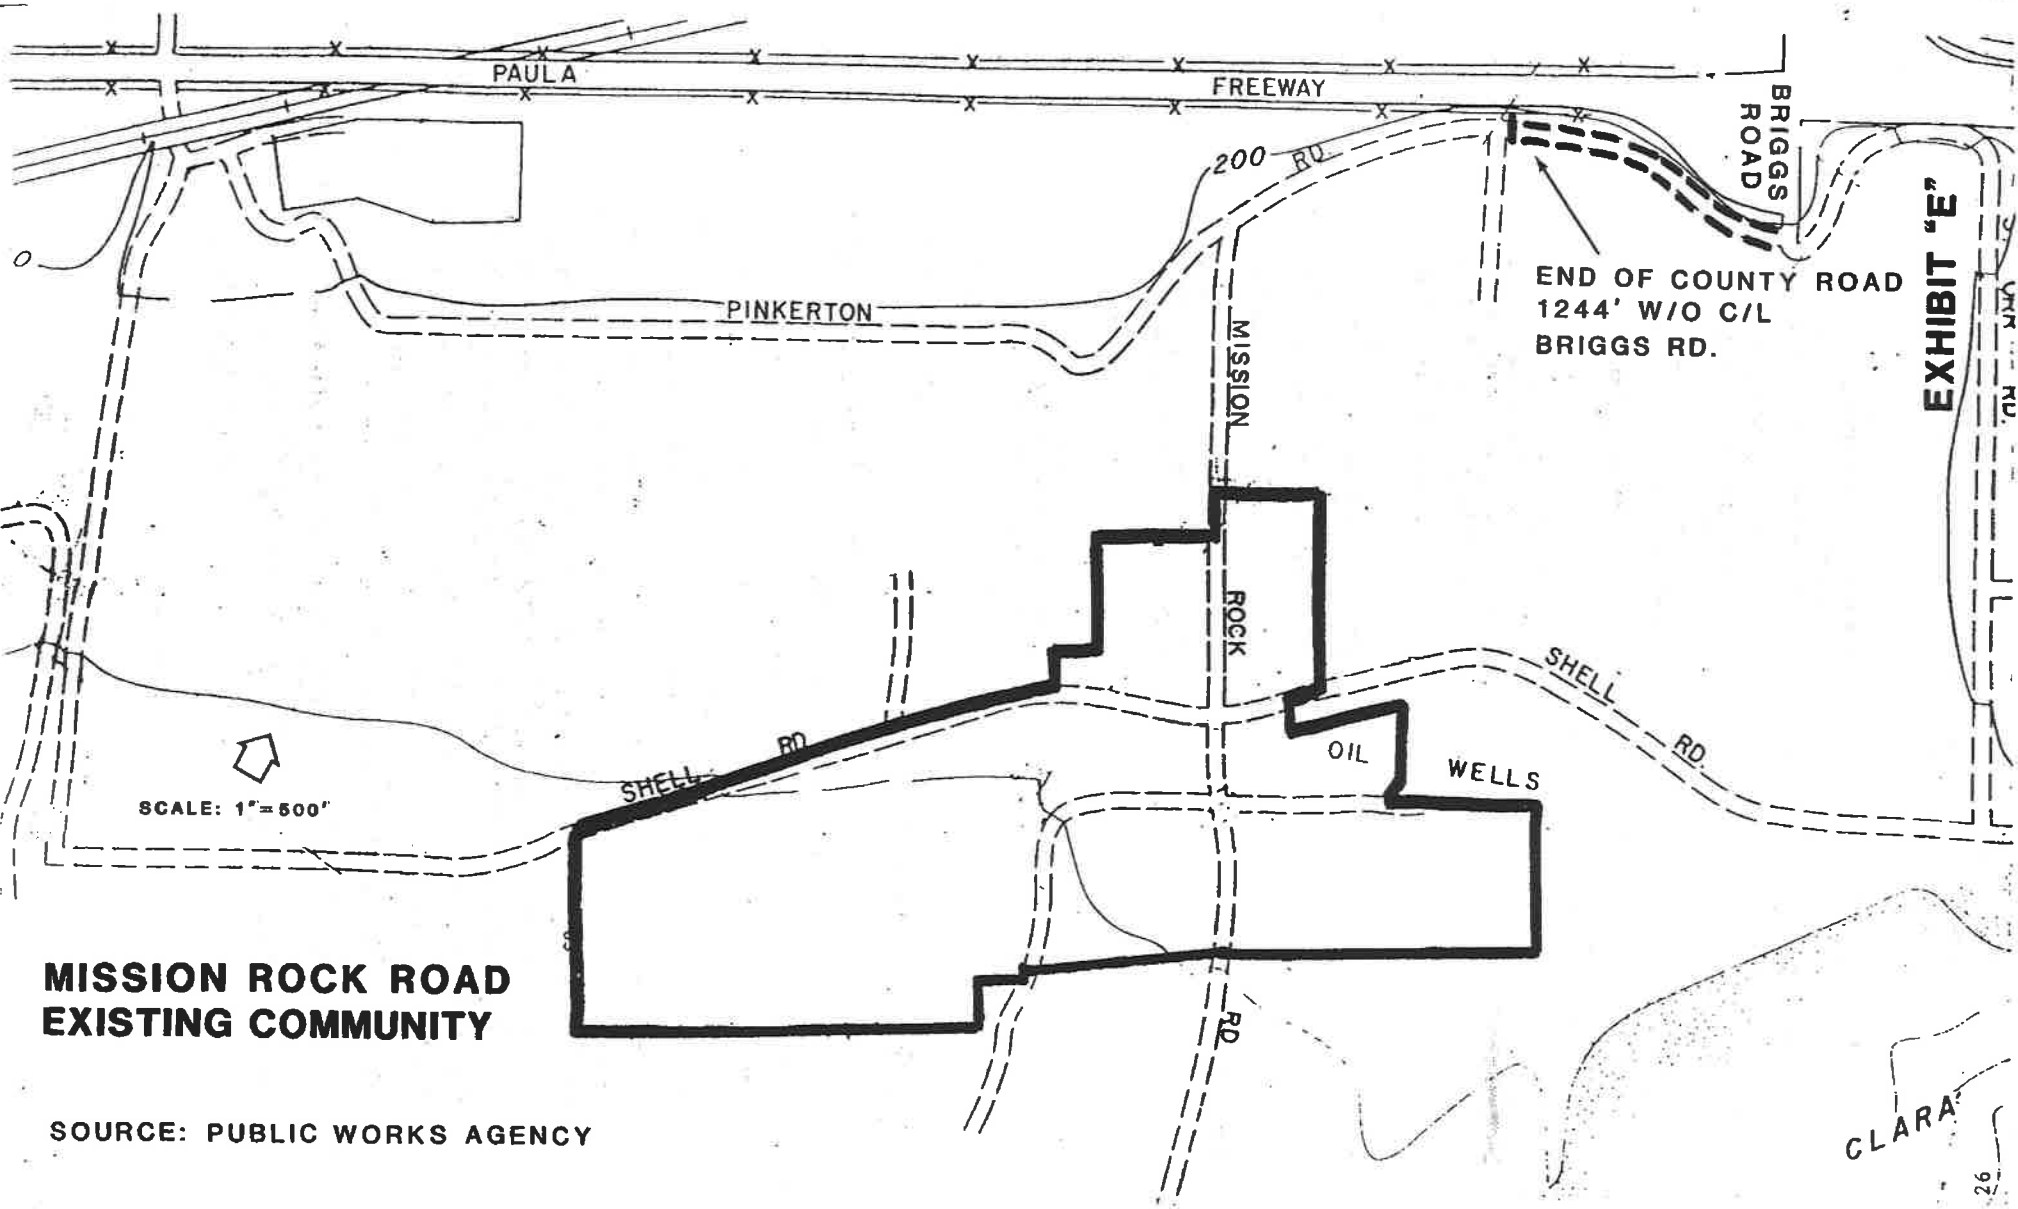 PAULA
FREEWAY
BRIGGS
ROAD
200
RD.
EXHIBIT "E"
END OF COUNTY ROAD
1244' W/O C/L
BRIGGS RD.
0
PINKERTON
MISSION
RD.
ROCK
SHELL
RD.
SHELL
RD.
OIL
WELLS
SCALE: 1"=500'
MISSION ROCK ROAD
EXISTING COMMUNITY
RD
SOURCE: PUBLIC WORKS AGENCY
CLARA
26